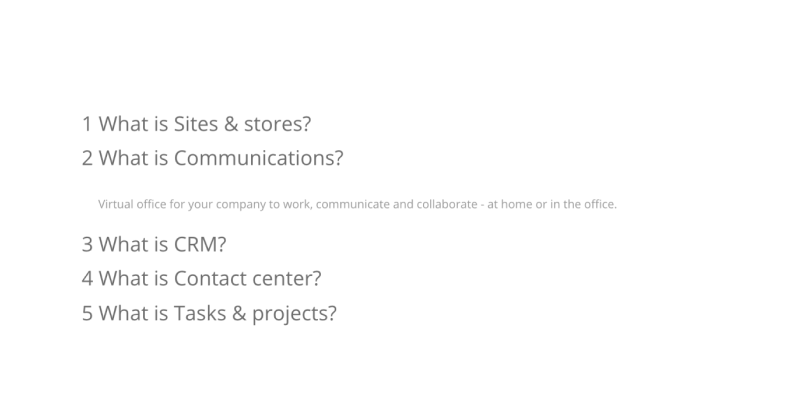 1 What is Sites & stores?
2 What is Communications?
Virtual office for your company to work, communicate and collaborate - at home or in the office.
3 What is CRM?
4 What is Contact center?
5 What is Tasks & projects?